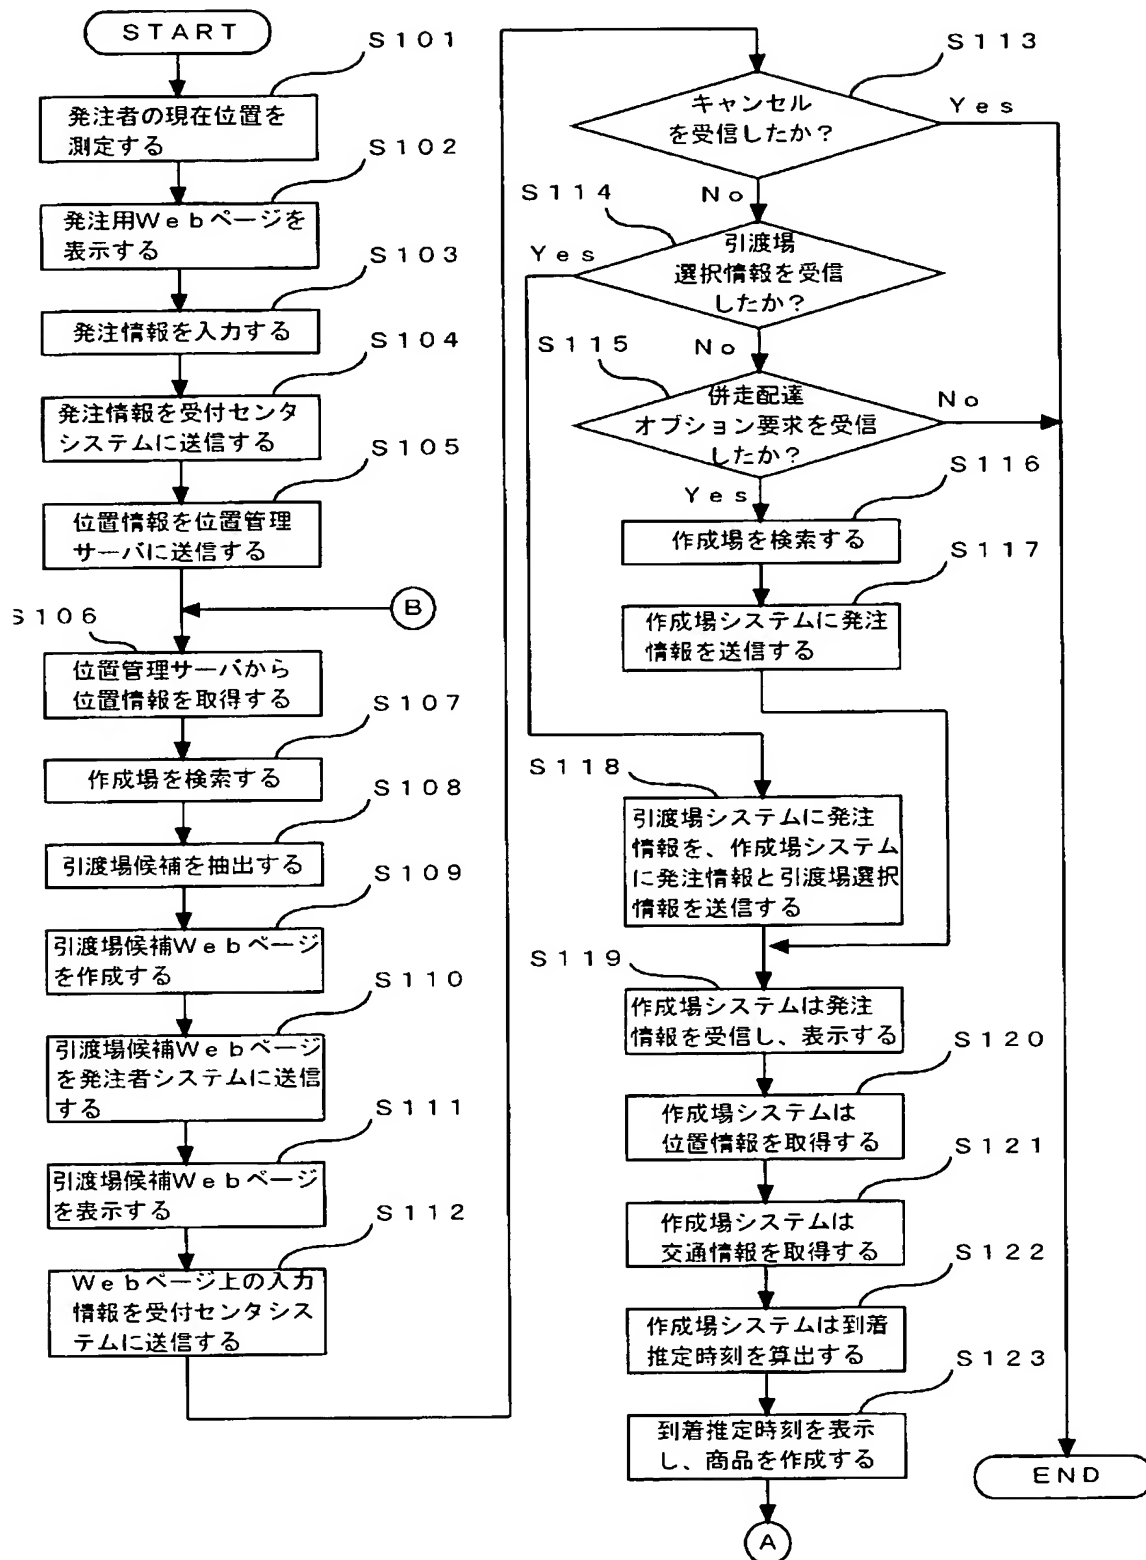 START
S101
発注者の現在位置を
測定する
S102
発注用Webページを
表示する
S103
発注情報を入力する
S104
発注情報を受付センタ
システムに送信する
S105
位置情報を位置管理
サーバに送信する
B
S106
位置管理サーバから
位置情報を取得する
S107
作成場を検索する
S108
引渡場候補を抽出する
S109
引渡場候補Webページ
を作成する
S110
引渡場候補Webページ
を発注者システムに送信
する
S111
引渡場候補Webページ
を表示する
S112
Webページ上の入力
情報を受付センタシス
テムに送信する
S113
キャンセル
を受信したか？
Yes
No
S114
引渡場
選択情報を受信
したか？
Yes
No
S115
併走配達
オプション要求を受信
したか？
No
Yes
S116
作成場を検索する
S117
作成場システムに発注
情報を送信する
S118
引渡場システムに発注
情報を、作成場システム
に発注情報と引渡場選択
情報を送信する
S119
作成場システムは発注
情報を受信し、表示する
S120
作成場システムは
位置情報を取得する
S121
作成場システムは
交通情報を取得する
S122
作成場システムは到着
推定時刻を算出する
S123
到着推定時刻を表示
し、商品を作成する
END
A